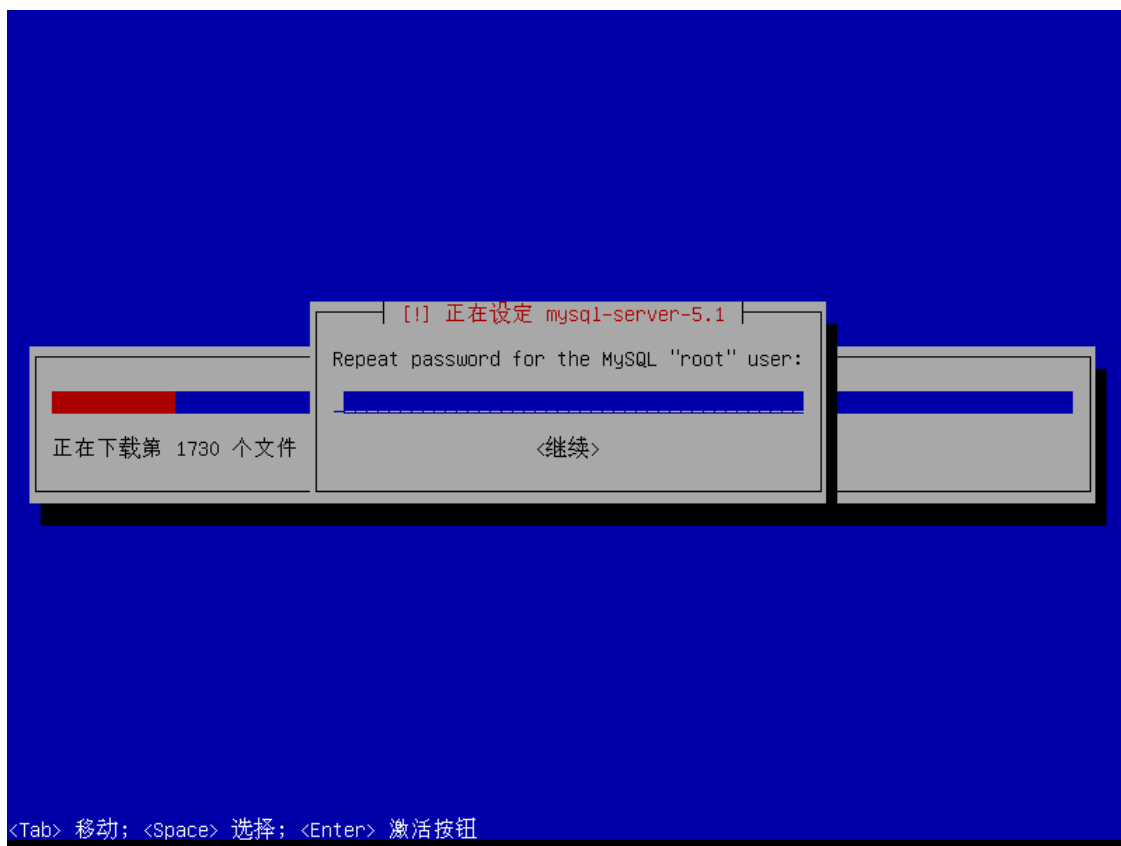 [!] 正在设定 mysql-server-5.1
Repeat password for the MySQL "root" user:
正在下载第 1730 个文件
<继续>
<Tab> 移动; <Space> 选择; <Enter> 激活按钮